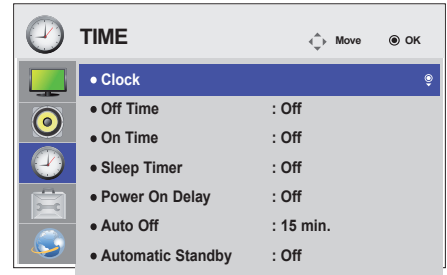 TIME
Move
OK
● Clock
● Off Time : Off
● On Time : Off
● Sleep Timer : Off
● Power On Delay : Off
● Auto Off : 15 min.
● Automatic Standby : Off